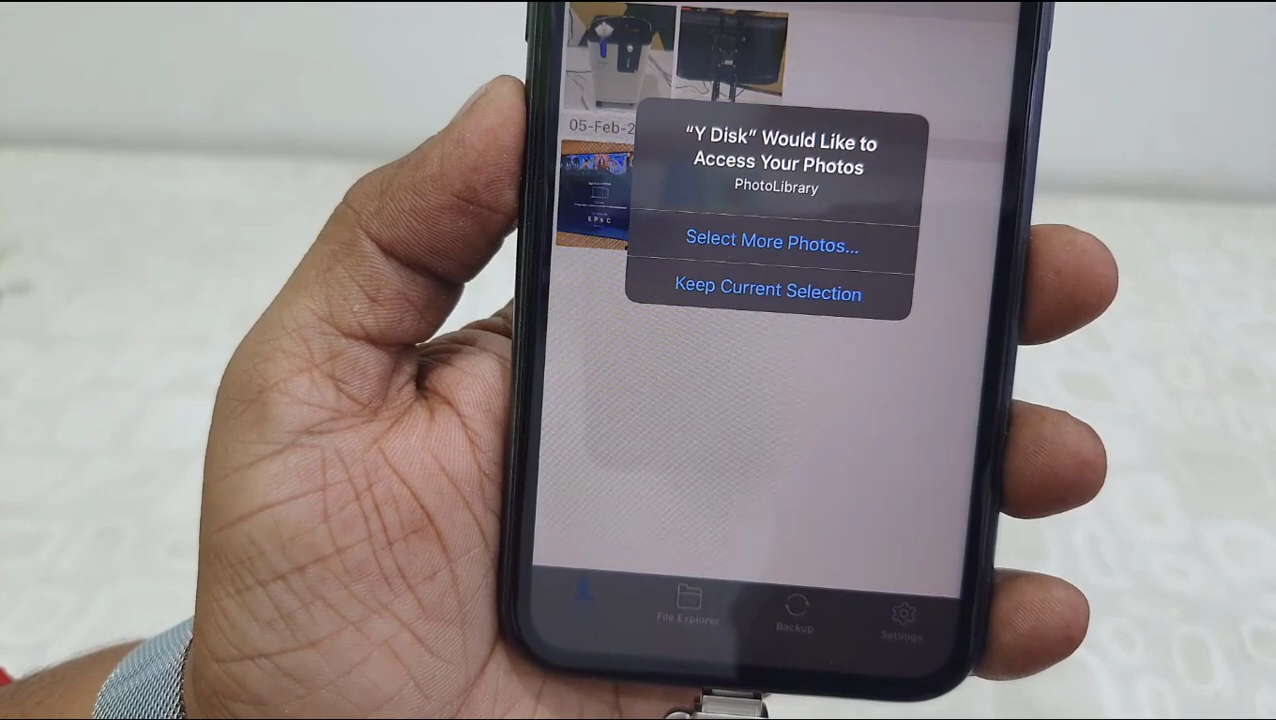 05-Feb-2
"Y Disk" Would Like to
Access Your Photos
PhotoLibrary
Select More Photos...
Keep Current Selection
EPIC
File Explorer
Backup
Settings